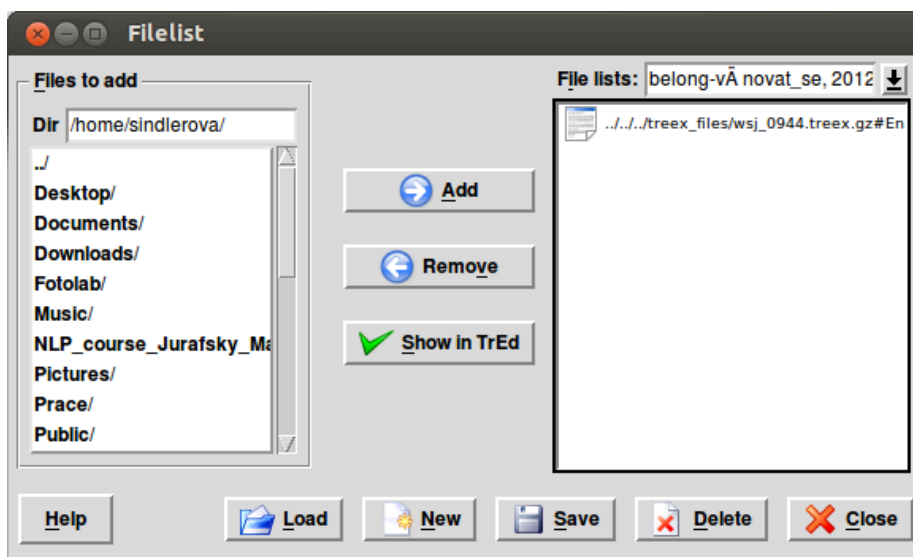 Filelist
Files to add
Dir /home/sindlerova/
../
Desktop/
Documents/
Downloads/
Fotolab/
Music/
NLP_course_Jurafsky_Ma
Pictures/
Prace/
Public/
Add
Remove
Show in TrEd
File lists: belong-vÃ novat_se, 2012
../../../treex_files/wsj_0944.treex.gz#En
Help
Load
New
Save
Delete
Close